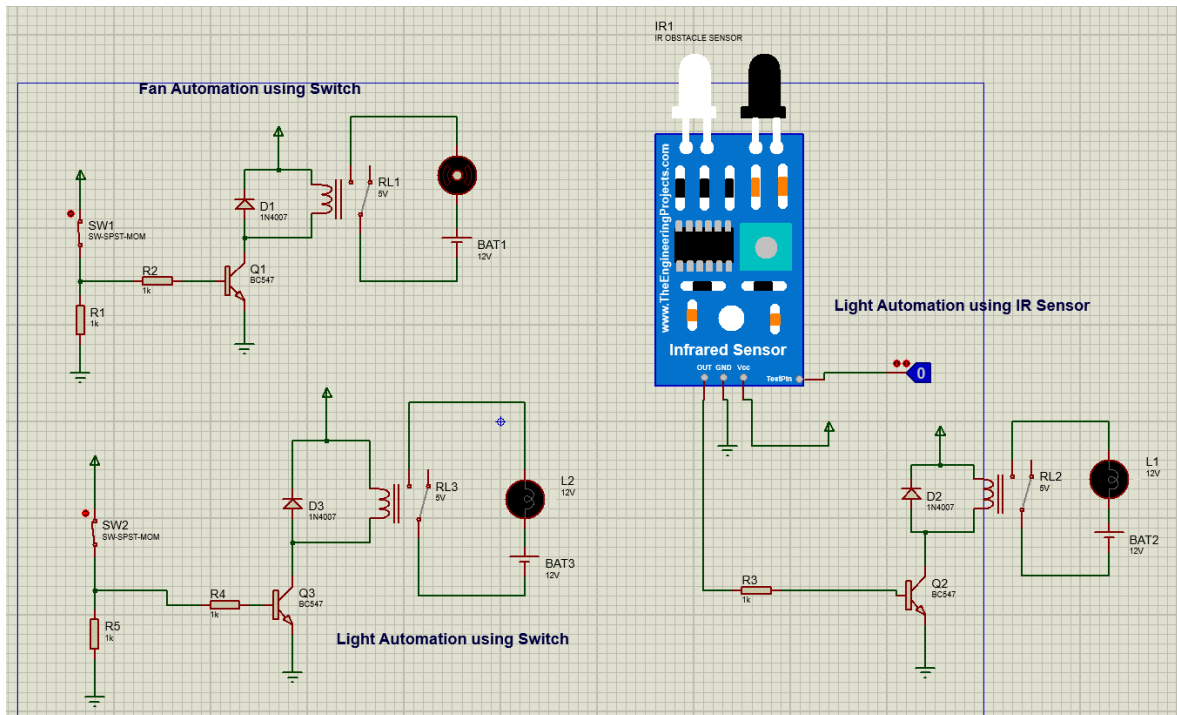 IR1
IR OBSTACLE SENSOR
Fan Automation using Switch
SW1
SW-SPST-MOM
R1
1k
R2
1k
D1
1N4007
Q1
BC547
RL1
5V
BAT1
12V
www.TheEngineeringProjects.com
Infrared Sensor
OUT GND Vcc
TestPin
0
Light Automation using IR Sensor
SW2
SW-SPST-MOM
R5
1k
R4
1k
D3
1N4007
Q3
BC547
RL3
5V
L2
12V
BAT3
12V
Light Automation using Switch
R3
1k
D2
1N4007
Q2
BC547
RL2
5V
L1
12V
BAT2
12V